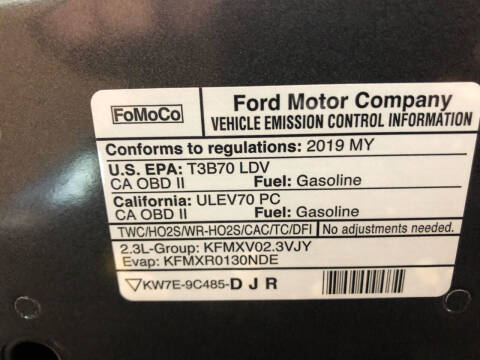 FoMoCo
Ford Motor Company
VEHICLE EMISSION CONTROL INFORMATION
Conforms to regulations: 2019 MY
U.S. EPA: T3B70 LDV
CA OBD II Fuel: Gasoline
California: ULEV70 PC
CA OBD II Fuel: Gasoline
TWC/HO2S/WR-HO2S/CAC/TC/DFI No adjustments needed.
2.3L-Group: KFMXV02.3VJY
Evap: KFMXR0130NDE
KW7E-9C485-D J R